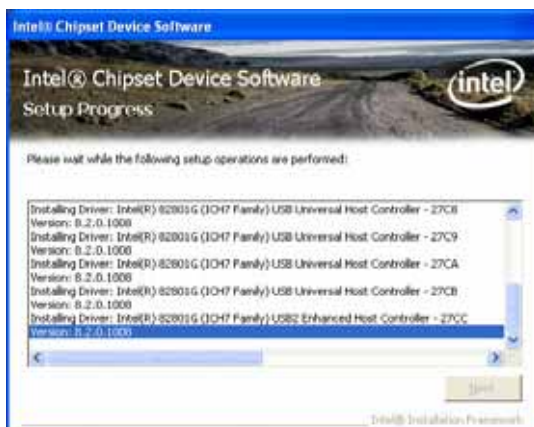 Intel® Chipset Device Software
Intel® Chipset Device Software
Setup Progress
intel
Please wait while the following setup operations are performed:
Installing Driver: Intel(R) 82801G (ICH7 Family) USB Universal Host Controller - 27C8
Version: 8.2.0.1008
Installing Driver: Intel(R) 82801G (ICH7 Family) USB Universal Host Controller - 27C9
Version: 8.2.0.1008
Installing Driver: Intel(R) 82801G (ICH7 Family) USB Universal Host Controller - 27CA
Version: 8.2.0.1008
Installing Driver: Intel(R) 82801G (ICH7 Family) USB Universal Host Controller - 27CB
Version: 8.2.0.1008
Installing Driver: Intel(R) 82801G (ICH7 Family) USB2 Enhanced Host Controller - 27CC
Version: 8.2.0.1008
Next
Intel® Installation Framework